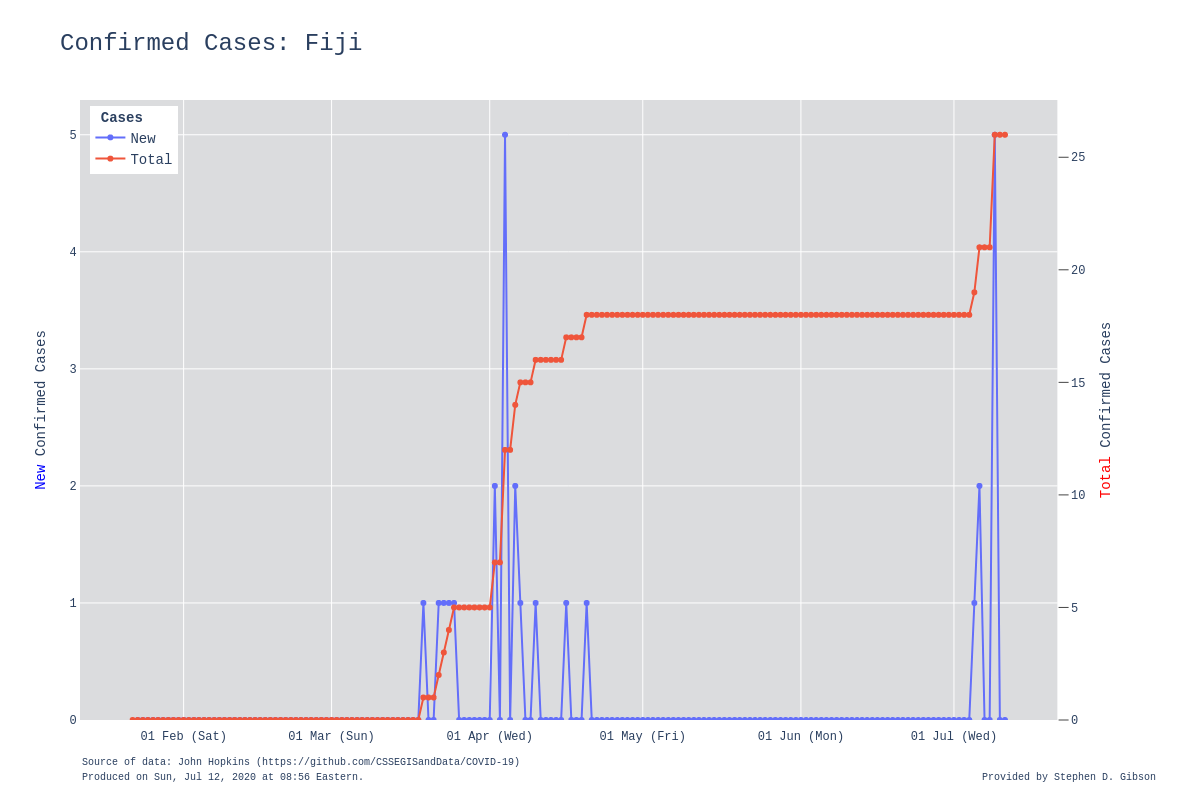 Confirmed Cases: Fiji
Cases
New
Total
5
4
3
2
1
0
25
20
15
10
5
0
New Confirmed Cases
Total Confirmed Cases
01 Feb (Sat)
01 Mar (Sun)
01 Apr (Wed)
01 May (Fri)
01 Jun (Mon)
01 Jul (Wed)
Source of data: John Hopkins (https://github.com/CSSEGISandData/COVID-19)
Produced on Sun, Jul 12, 2020 at 08:56 Eastern.
Provided by Stephen D. Gibson